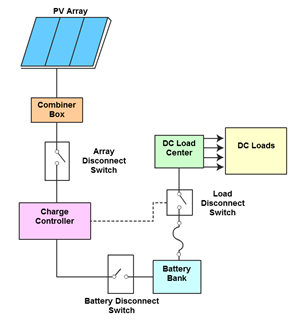 PV Array
Combiner
Box
Array
Disconnect
Switch
DC Load
Center
DC Loads
Load
Disconnect
Switch
Charge
Controller
Battery
Bank
Battery Disconnect
Switch